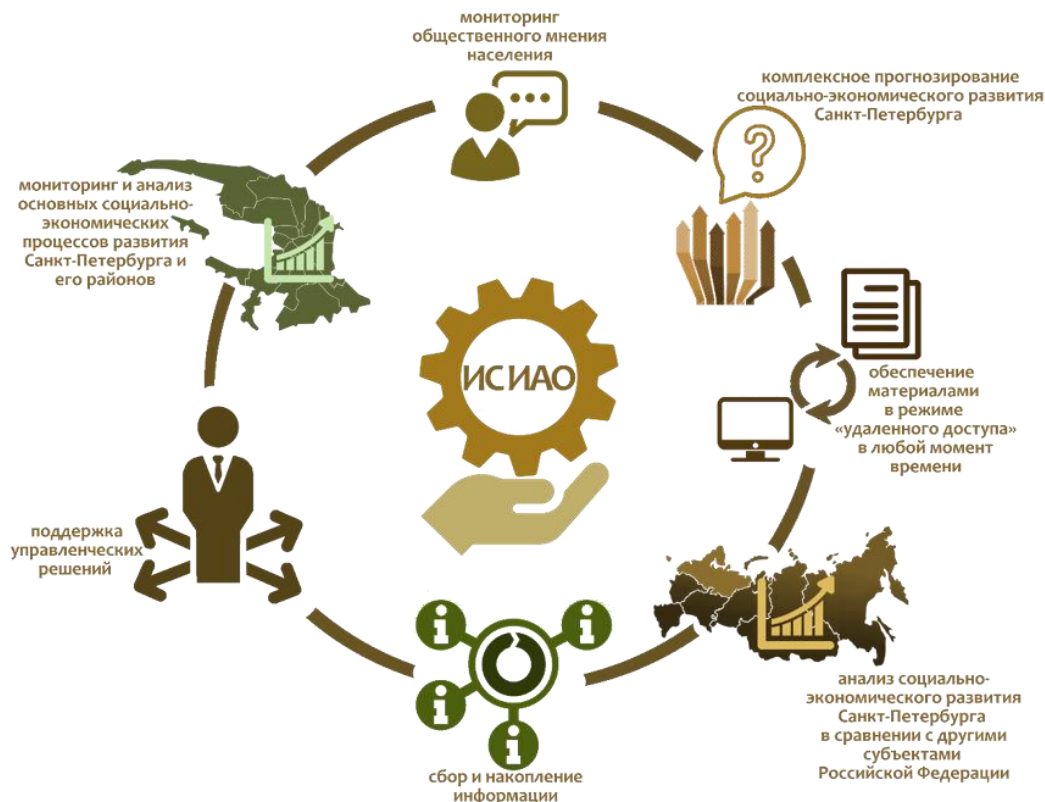 мониторинг
общественного мнения
населения
комплексное прогнозирование
социально-экономического развития
Санкт-Петербурга
мониторинг и анализ
основных социально-
экономических
процессов развития
Санкт-Петербурга и
его районов
ИС ИАО
обеспечение
материалами
в режиме
«удаленного доступа»
в любой момент
времени
поддержка
управленческих
решений
анализ социально-
экономического развития
Санкт-Петербурга
в сравнении с другими
субъектами
Российской Федерации
сбор и накопление
информации